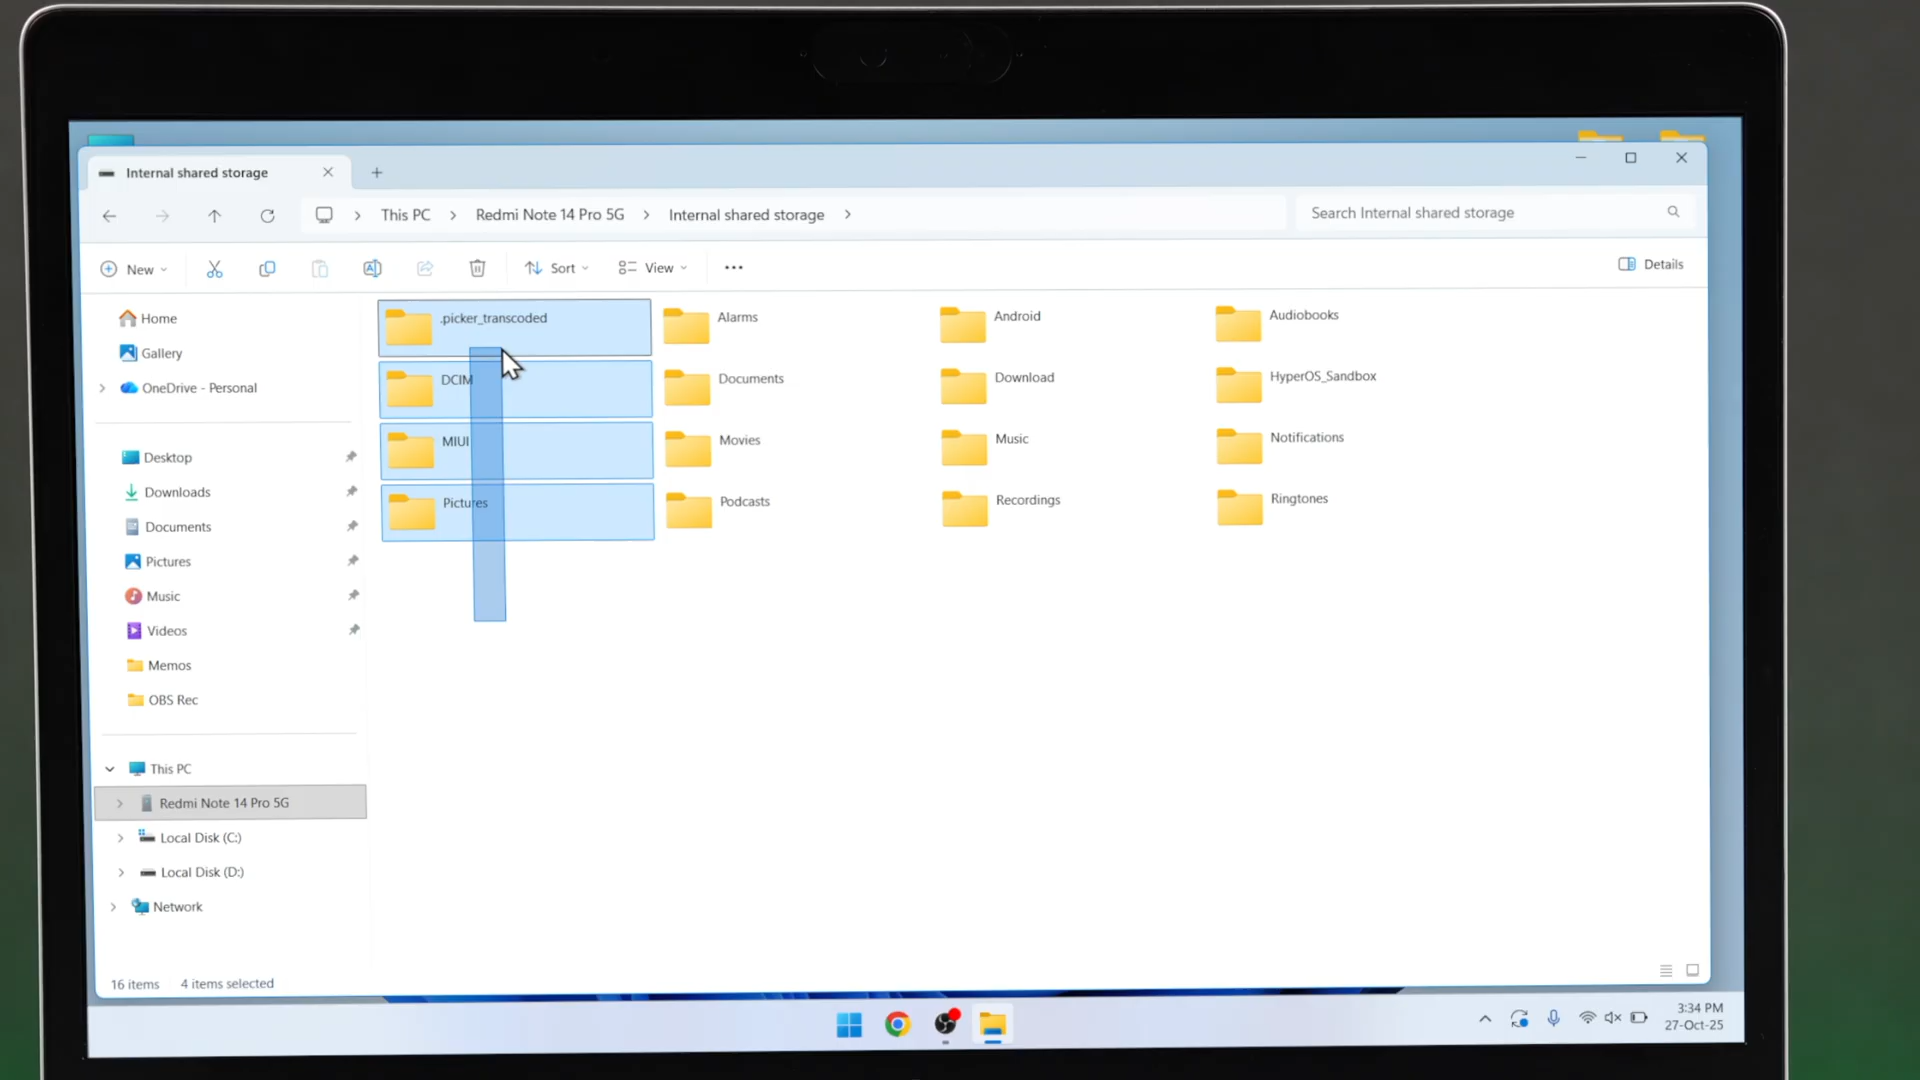 Internal shared storage
This PC
Redmi Note 14 Pro 5G
Internal shared storage
Search Internal shared storage
New
Sort
View
Details
Home
Gallery
OneDrive - Personal
Desktop
Downloads
Documents
Pictures
Music
Videos
Memos
OBS Rec
This PC
Redmi Note 14 Pro 5G
Local Disk (C:)
Local Disk (D:)
Network
.picker_transcoded
Alarms
Android
Audiobooks
DCIM
Documents
Download
HyperOS_Sandbox
MIUI
Movies
Music
Notifications
Pictures
Podcasts
Recordings
Ringtones
16 items
4 items selected
3:34 PM
27-Oct-25